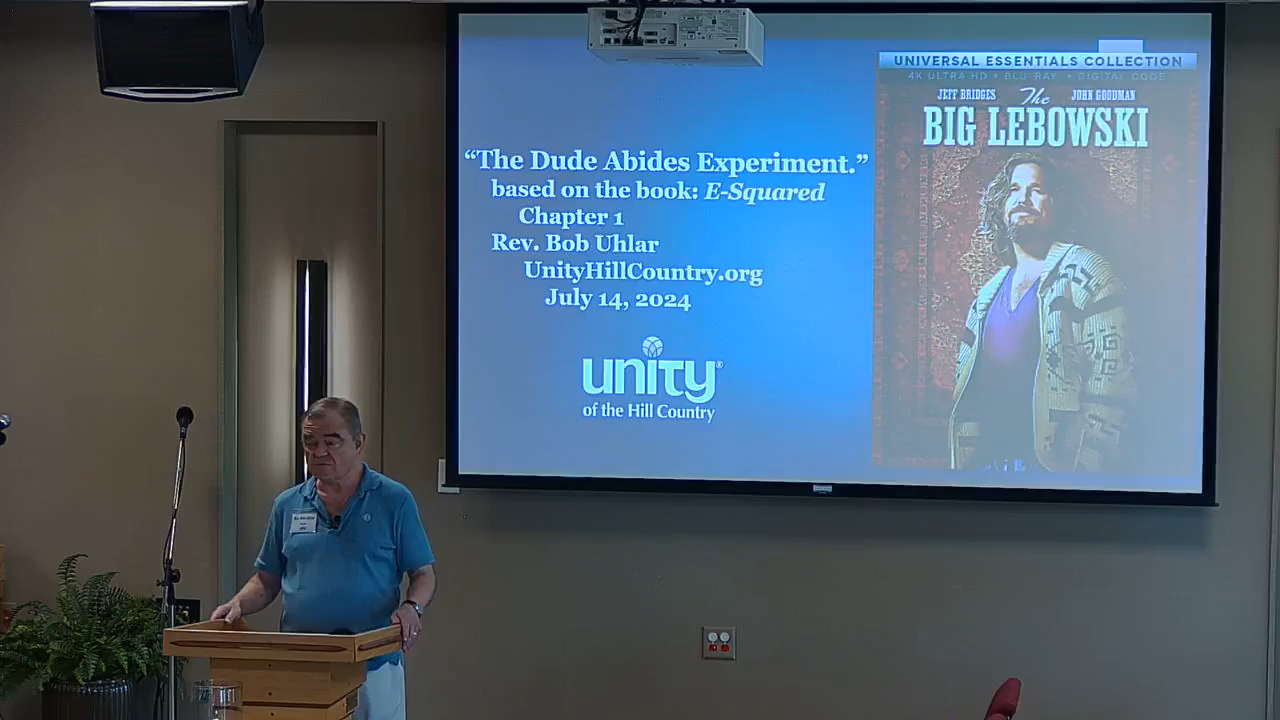 “The Dude Abides Experiment.”
based on the book: E-Squared
Chapter 1
Rev. Bob Uhlar
UnityHillCountry.org
July 14, 2024
unity®
of the Hill Country
UNIVERSAL ESSENTIALS COLLECTION
4K ULTRA HD + BLU-RAY + DIGITAL CODE
JEFF BRIDGES
JOHN GOODMAN
The
BIG LEBOWSKI